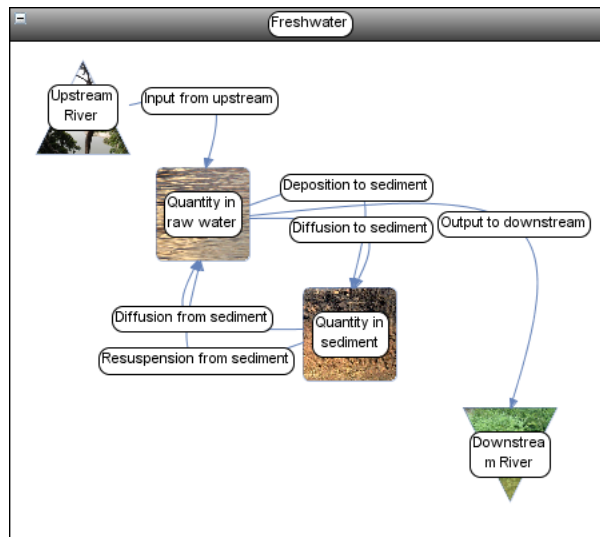 Freshwater
Upstream
River
Input from upstream
Quantity in
raw water
Deposition to sediment
Diffusion to sediment
Output to downstream
Diffusion from sediment
Resuspension from sediment
Quantity in
sediment
Downstrea
m River